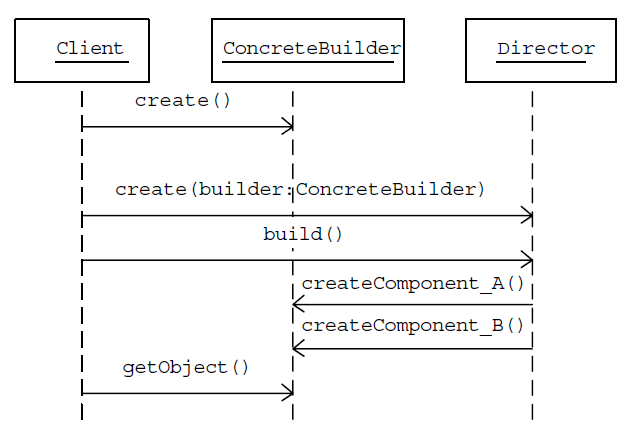 Client
ConcreteBuilder
Director
create()
create(builder:ConcreteBuilder)
build()
createComponent_A()
createComponent_B()
getObject()